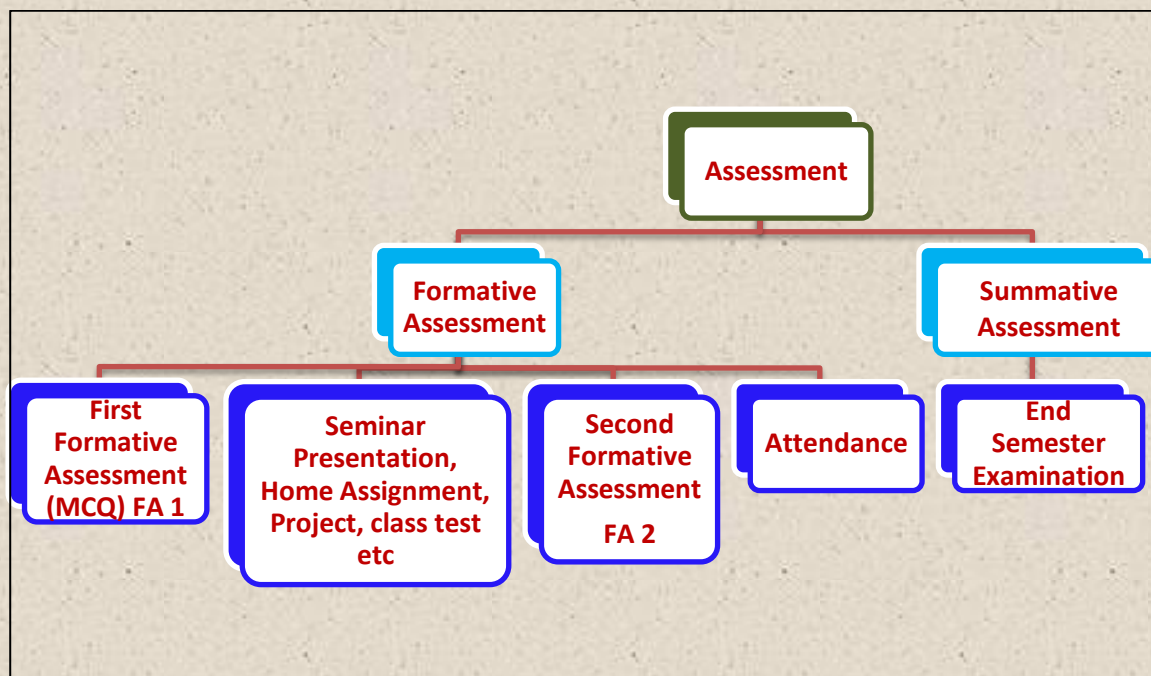 Assessment
Formative
Assessment
Summative
Assessment
First
Formative
Assessment
(MCQ) FA 1
Seminar
Presentation,
Home Assignment,
Project, class test
etc
Second
Formative
Assessment
FA 2
Attendance
End
Semester
Examination